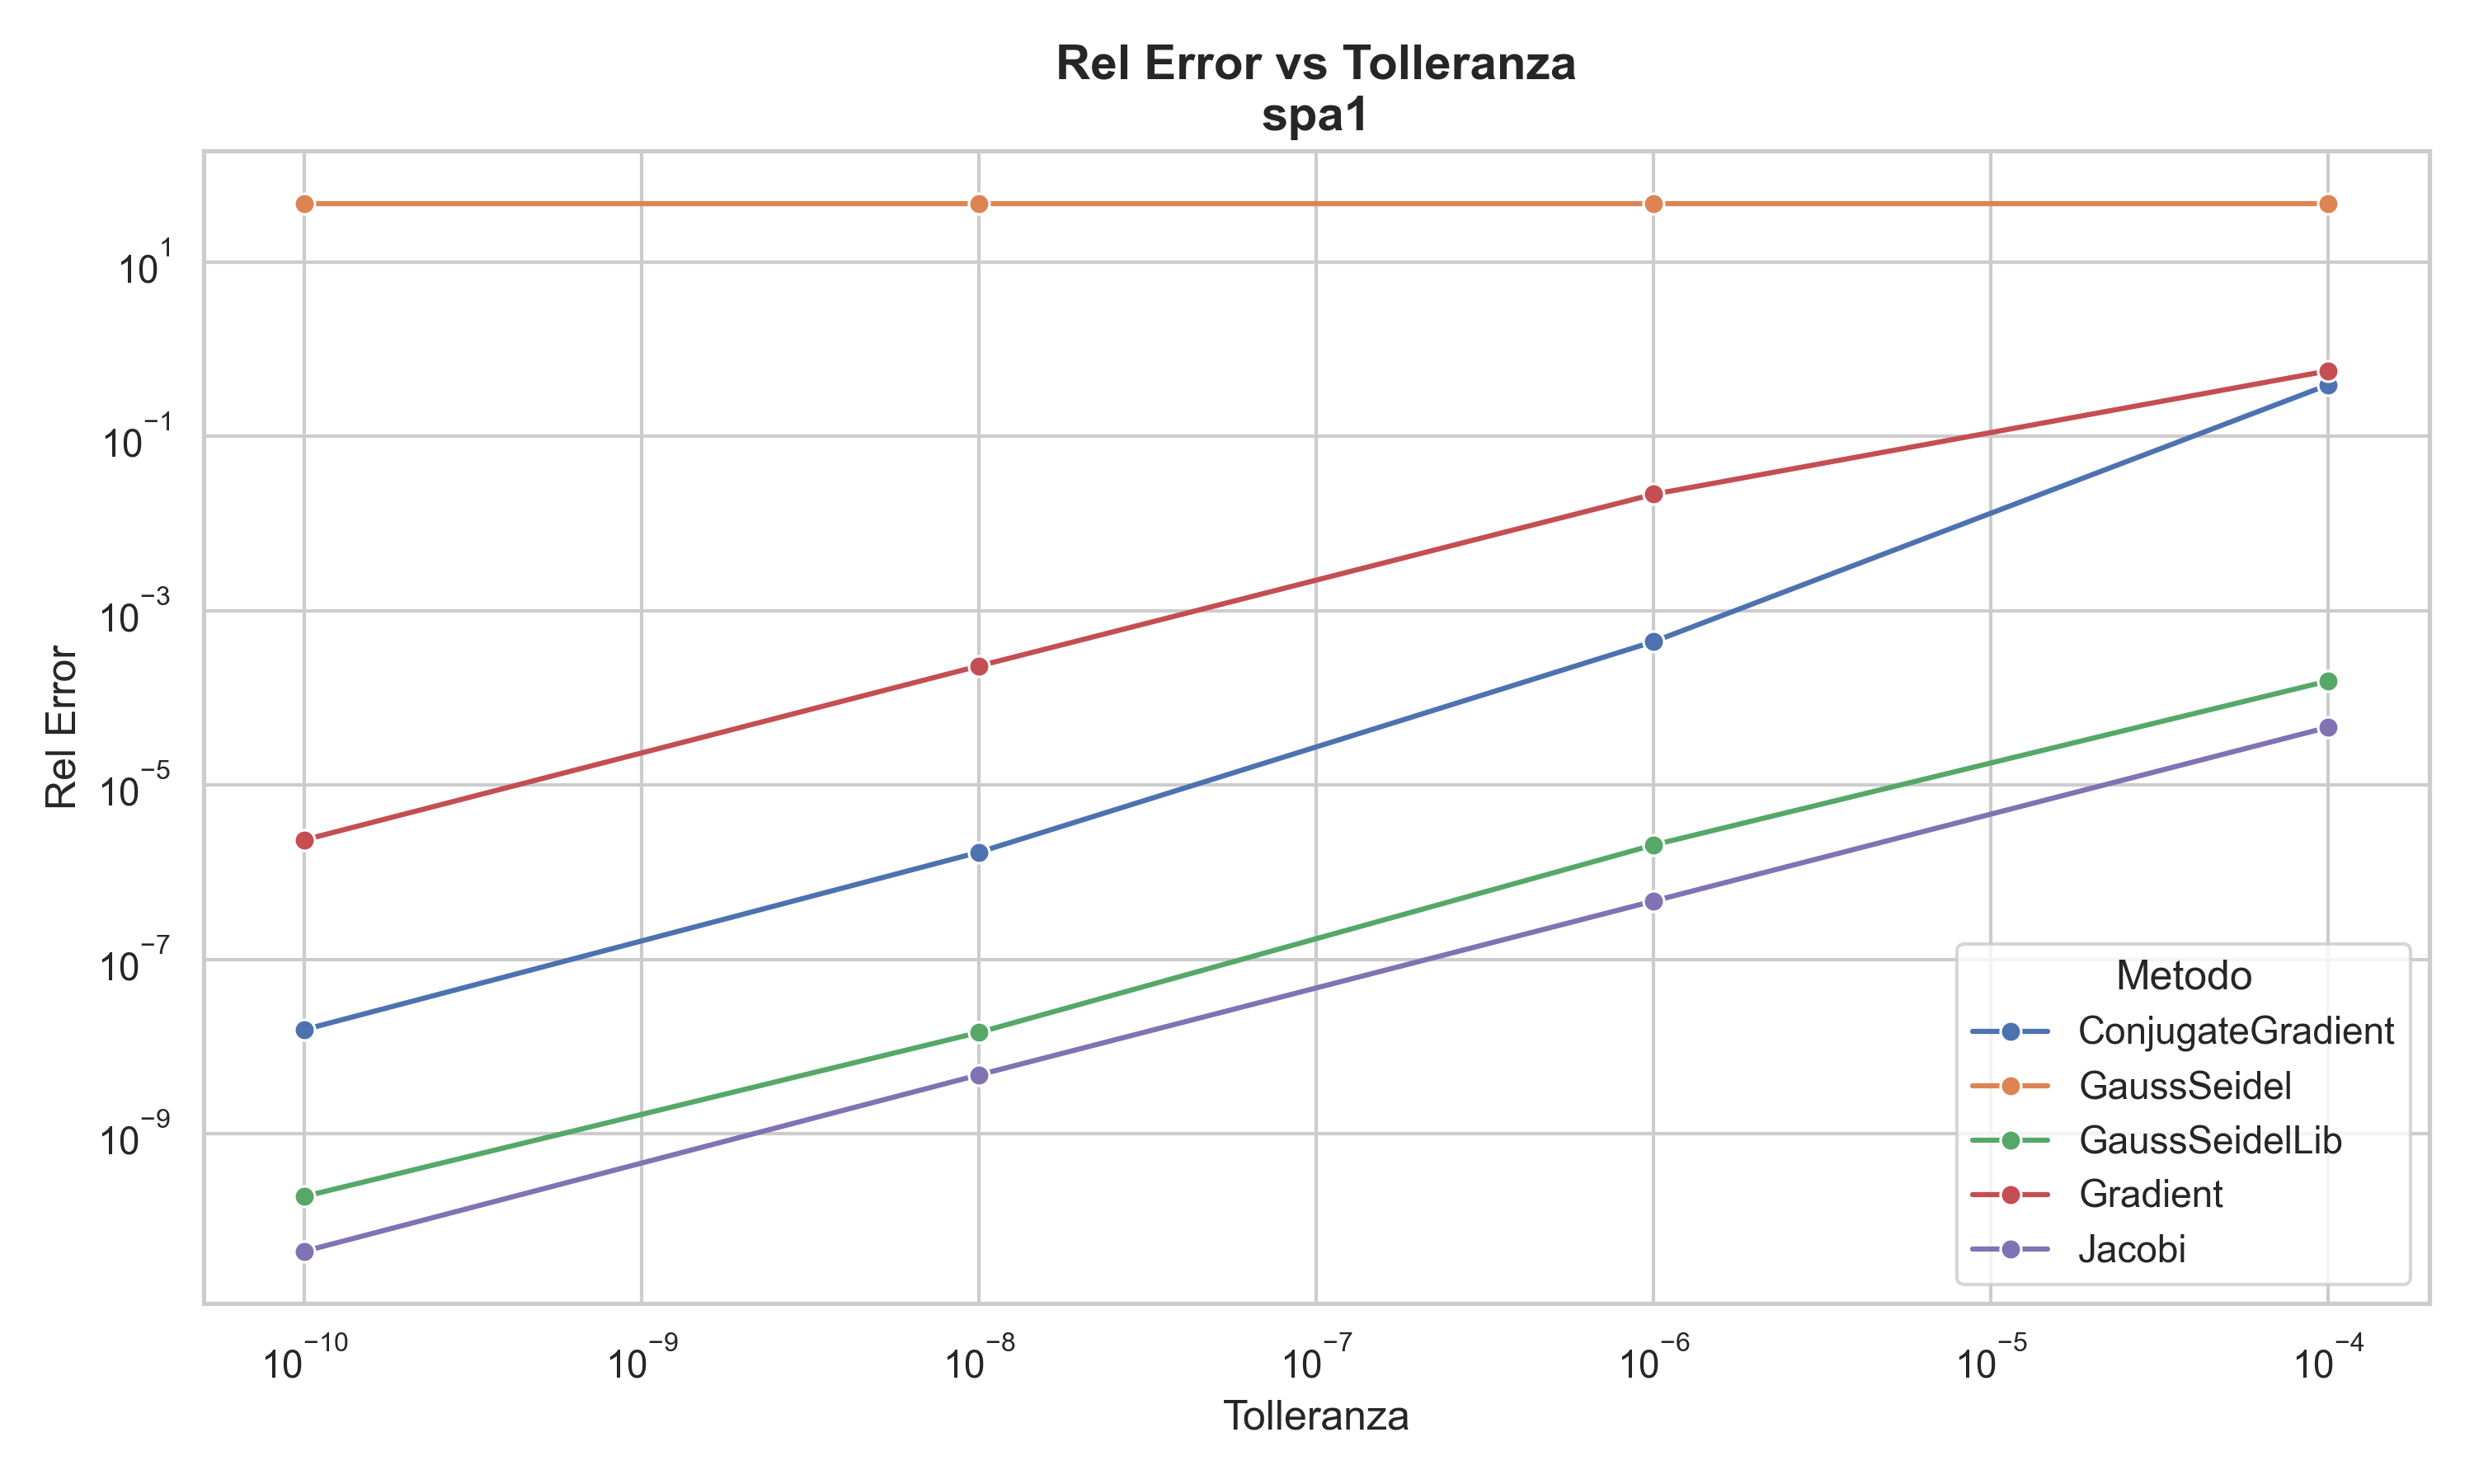 Rel Error vs Tolleranza
spa1
Rel Error
10^1
10^−1
10^−3
10^−5
10^−7
10^−9
Metodo
ConjugateGradient
GaussSeidel
GaussSeidelLib
Gradient
Jacobi
10^−10 10^−9 10^−8 10^−7 10^−6 10^−5 10^−4
Tolleranza